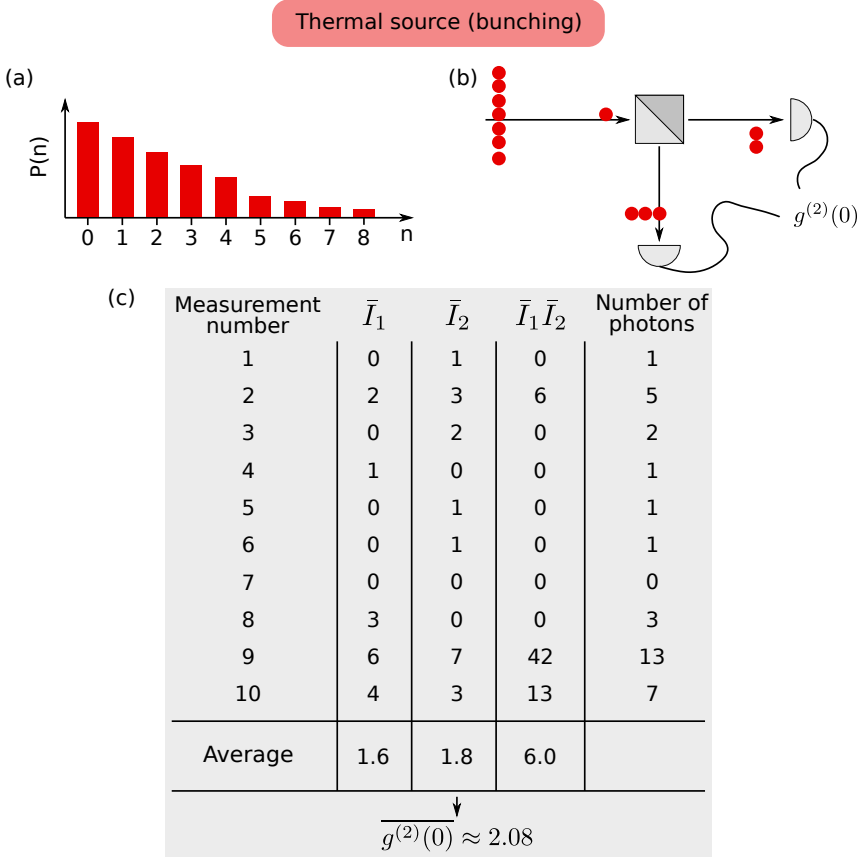 Thermal source (bunching)
(a)
P(n)
0 1 2 3 4 5 6 7 8 n
(b)
g⁽²⁾(0)
(c)
Measurement number Ī₁ Ī₂ Ī₁Ī₂ Number of photons
1 0 1 0 1
2 2 3 6 5
3 0 2 0 2
4 1 0 0 1
5 0 1 0 1
6 0 1 0 1
7 0 0 0 0
8 3 0 0 3
9 6 7 42 13
10 4 3 13 7
Average 1.6 1.8 6.0
g̅⁽²⁾(0) ≈ 2.08